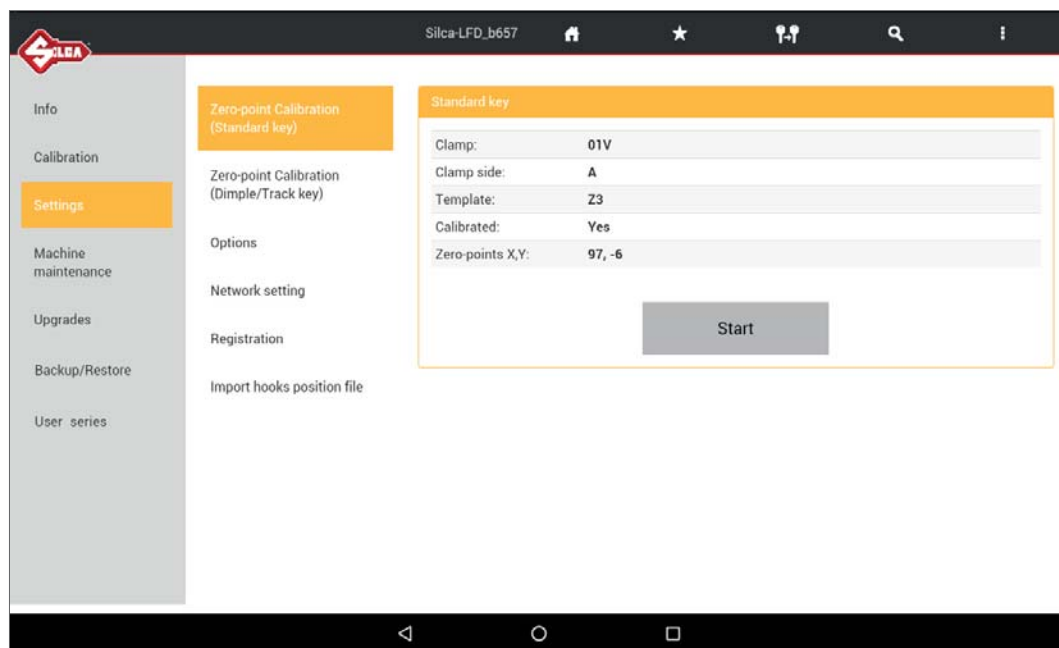 Silca-LFD_b657
SILCA
Info
Calibration
Settings
Machine
maintenance
Upgrades
Backup/Restore
User series
Zero-point Calibration
(Standard key)
Zero-point Calibration
(Dimple/Track key)
Options
Network setting
Registration
Import hooks position file
Standard key
Clamp: 01V
Clamp side: A
Template: Z3
Calibrated: Yes
Zero-points X,Y: 97, -6
Start